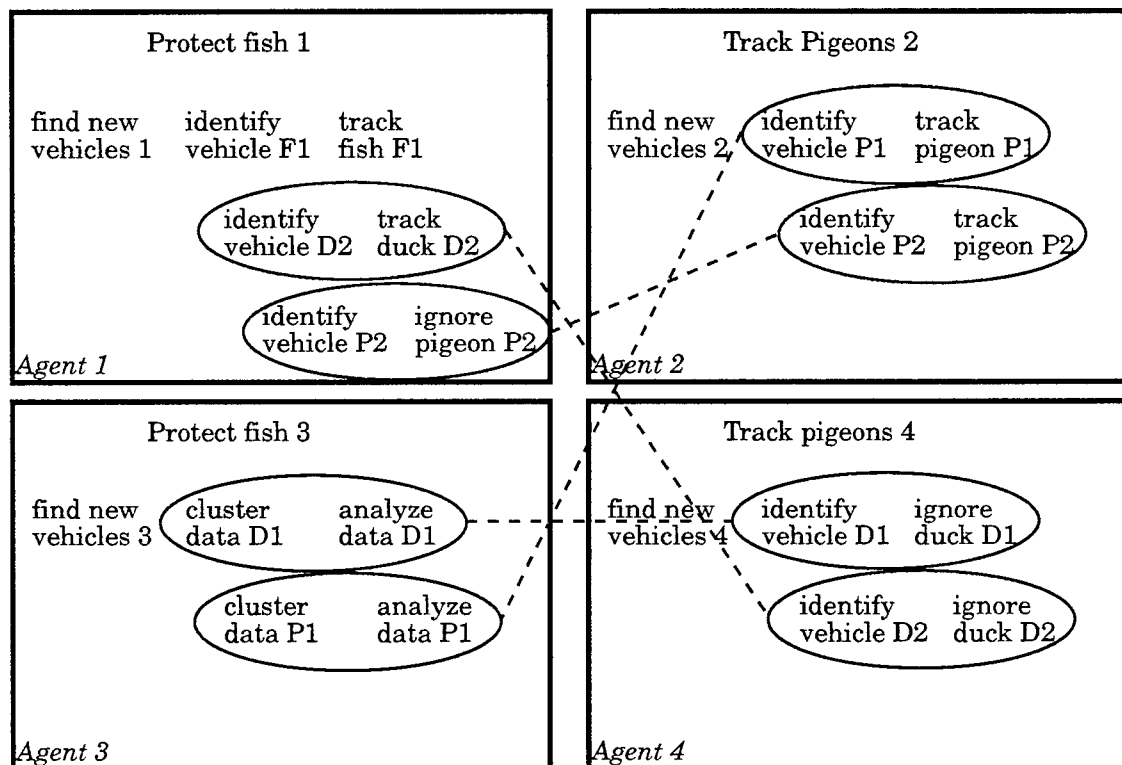 Protect fish 1
find new identify track
vehicles 1 vehicle F1 fish F1
identify track
vehicle D2 duck D2
identify ignore
vehicle P2 pigeon P2
Agent 1
Track Pigeons 2
find new identify track
vehicles 2 vehicle P1 pigeon P1
identify track
vehicle P2 pigeon P2
Agent 2
Protect fish 3
find new cluster analyze
vehicles 3 data D1 data D1
cluster analyze
data P1 data P1
Agent 3
Track pigeons 4
find new identify ignore
vehicles 4 vehicle D1 duck D1
identify ignore
vehicle D2 duck D2
Agent 4